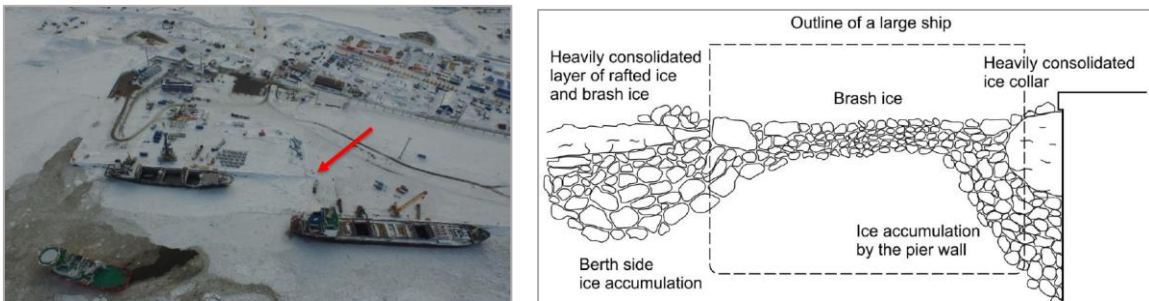 Outline of a large ship
Heavily consolidated
layer of rafted ice
and brash ice
Brash ice
Heavily consolidated
ice collar
Ice accumulation
by the pier wall
Berth side
ice accumulation